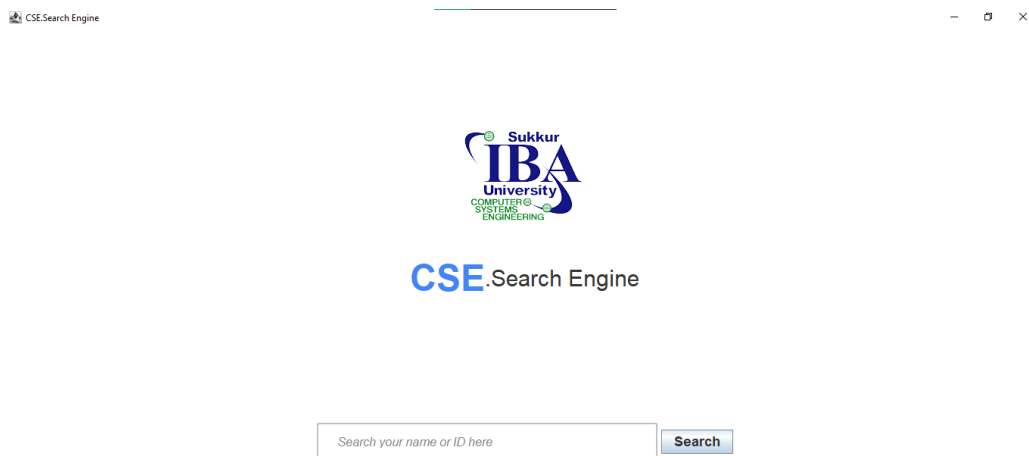 CSE.Search Engine
Sukkur
IBA
University
COMPUTER
SYSTEMS
ENGINEERING
CSE.Search Engine
Search your name or ID here
Search